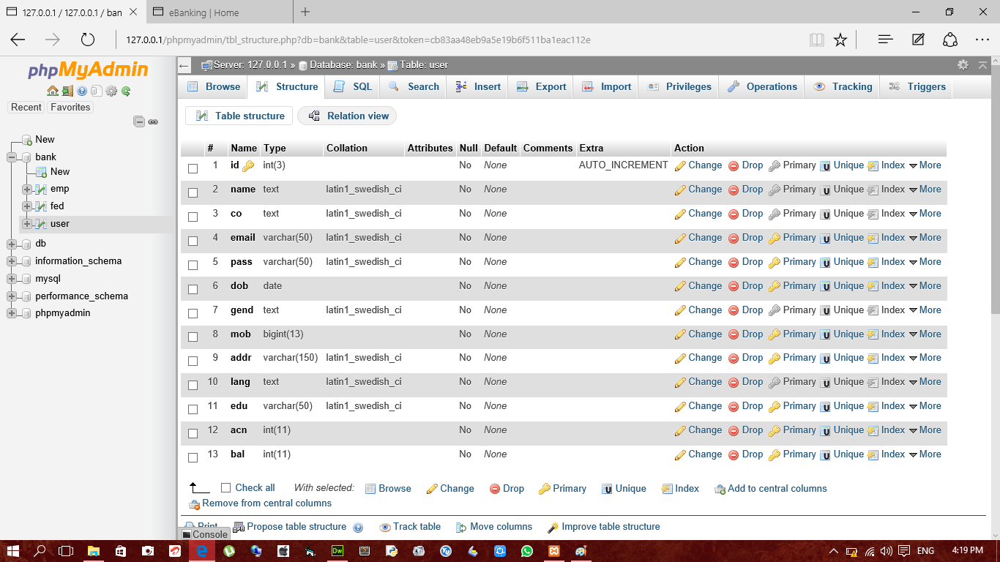 127.0.0.1 / 127.0.0.1 / ban
eBanking | Home
127.0.0.1/phpmyadmin/tbl_structure.php?db=bank&table=user&token=cb83aa48eb9a5e19b6f511ba1eac112e
phpMyAdmin
Recent Favorites
New
bank
New
emp
fed
user
db
information_schema
mysql
performance_schema
phpmyadmin
Server: 127.0.0.1 » Database: bank » Table: user
Browse Structure SQL Search Insert Export Import Privileges Operations Tracking Triggers
Table structure Relation view
# Name Type Collation Attributes Null Default Comments Extra Action
1 id int(3) No None AUTO_INCREMENT Change Drop Primary Unique Index More
2 name text latin1_swedish_ci No None Change Drop Primary Unique Index More
3 co text latin1_swedish_ci No None Change Drop Primary Unique Index More
4 email varchar(50) latin1_swedish_ci No None Change Drop Primary Unique Index More
5 pass varchar(50) latin1_swedish_ci No None Change Drop Primary Unique Index More
6 dob date No None Change Drop Primary Unique Index More
7 gend text latin1_swedish_ci No None Change Drop Primary Unique Index More
8 mob bigint(13) No None Change Drop Primary Unique Index More
9 addr varchar(150) latin1_swedish_ci No None Change Drop Primary Unique Index More
10 lang text latin1_swedish_ci No None Change Drop Primary Unique Index More
11 edu varchar(50) latin1_swedish_ci No None Change Drop Primary Unique Index More
12 acn int(11) No None Change Drop Primary Unique Index More
13 bal int(11) No None Change Drop Primary Unique Index More
Check all With selected: Browse Change Drop Primary Unique Index Add to central columns
Remove from central columns
Print Propose table structure Track table Move columns Improve table structure
Console
Dw
ENG 4:19 PM